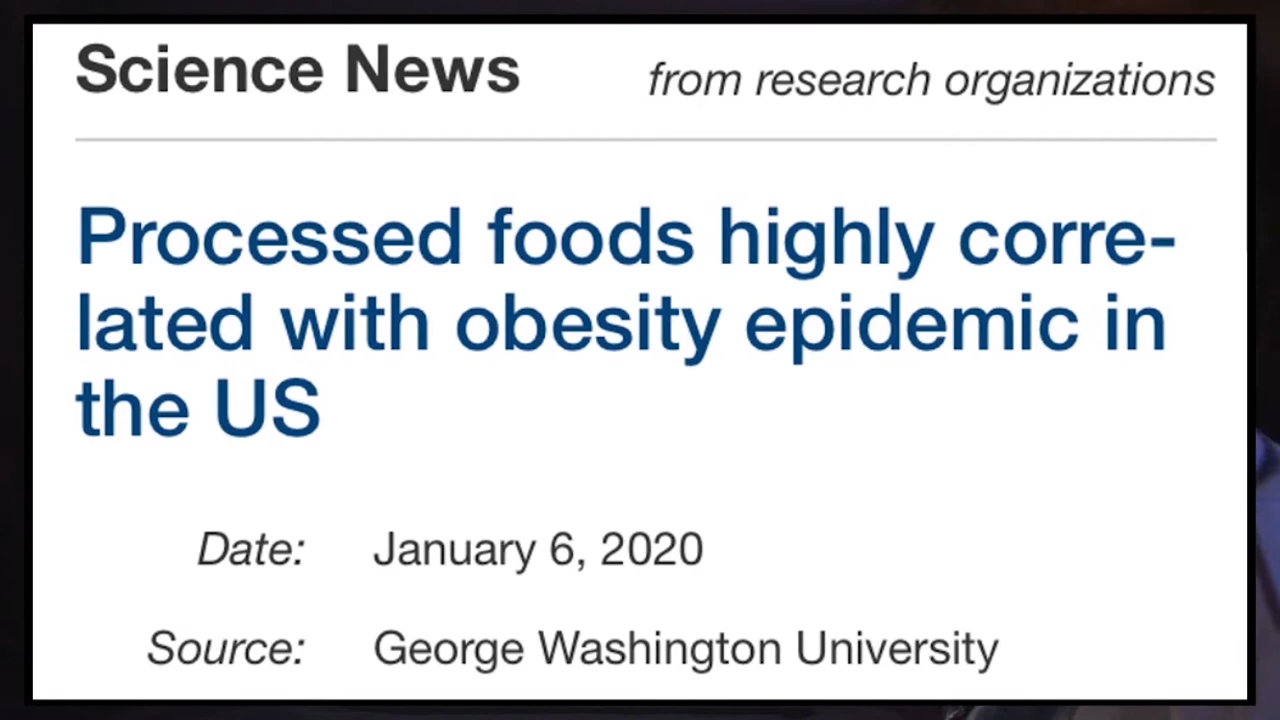 Science News
from research organizations
Processed foods highly corre-
lated with obesity epidemic in
the US
Date: January 6, 2020
Source: George Washington University